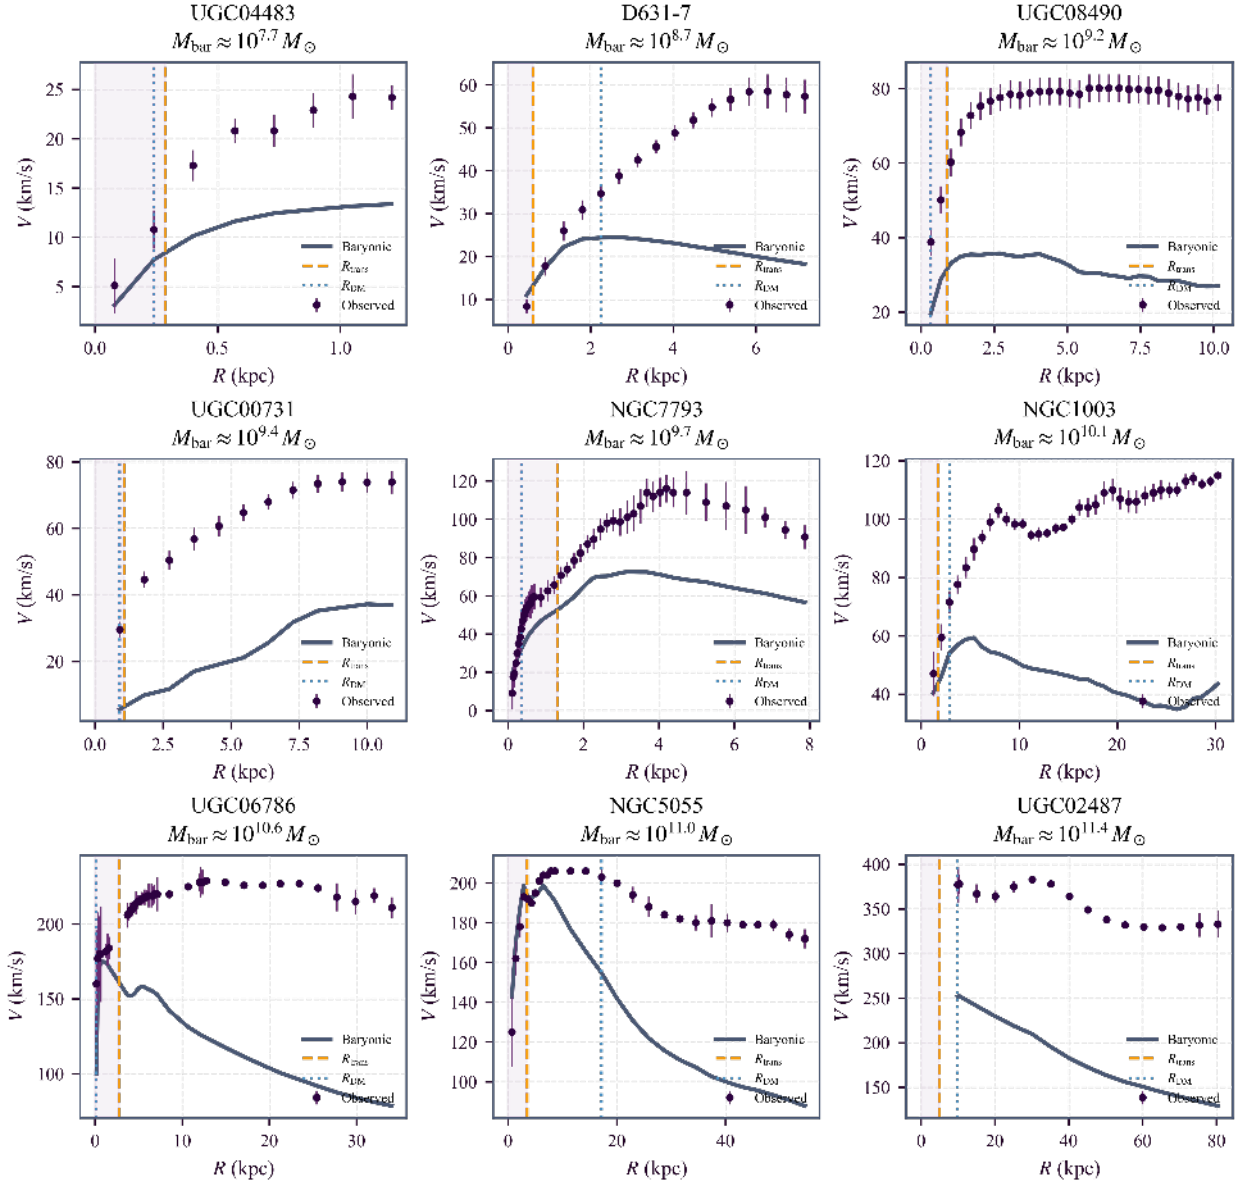 UGC04483
M_bar ≈ 10^7.7 M_⊙
D631-7
M_bar ≈ 10^8.7 M_⊙
UGC08490
M_bar ≈ 10^9.2 M_⊙
V (km/s)
25
20
15
10
5
0.0 0.5 1.0
R (kpc)
Baryonic
R_trans
R_DM
Observed
V (km/s)
60
50
40
30
20
10
0 2 4 6
R (kpc)
Baryonic
R_trans
R_DM
Observed
V (km/s)
80
60
40
20
0.0 2.5 5.0 7.5 10.0
R (kpc)
Baryonic
R_trans
R_DM
Observed
UGC00731
M_bar ≈ 10^9.4 M_⊙
NGC7793
M_bar ≈ 10^9.7 M_⊙
NGC1003
M_bar ≈ 10^10.1 M_⊙
V (km/s)
80
60
40
20
0.0 2.5 5.0 7.5 10.0
R (kpc)
Baryonic
R_trans
R_DM
Observed
V (km/s)
120
100
80
60
40
20
0
0 2 4 6 8
R (kpc)
Baryonic
R_trans
R_DM
Observed
V (km/s)
120
100
80
60
40
0 10 20 30
R (kpc)
Baryonic
R_trans
R_DM
Observed
UGC06786
M_bar ≈ 10^10.6 M_⊙
NGC5055
M_bar ≈ 10^11.0 M_⊙
UGC02487
M_bar ≈ 10^11.4 M_⊙
V (km/s)
200
150
100
0 10 20 30
R (kpc)
Baryonic
R_trans
R_DM
Observed
V (km/s)
200
180
160
140
120
100
0 20 40
R (kpc)
Baryonic
R_trans
R_DM
Observed
V (km/s)
400
350
300
250
200
150
0 20 40 60 80
R (kpc)
Baryonic
R_trans
R_DM
Observed